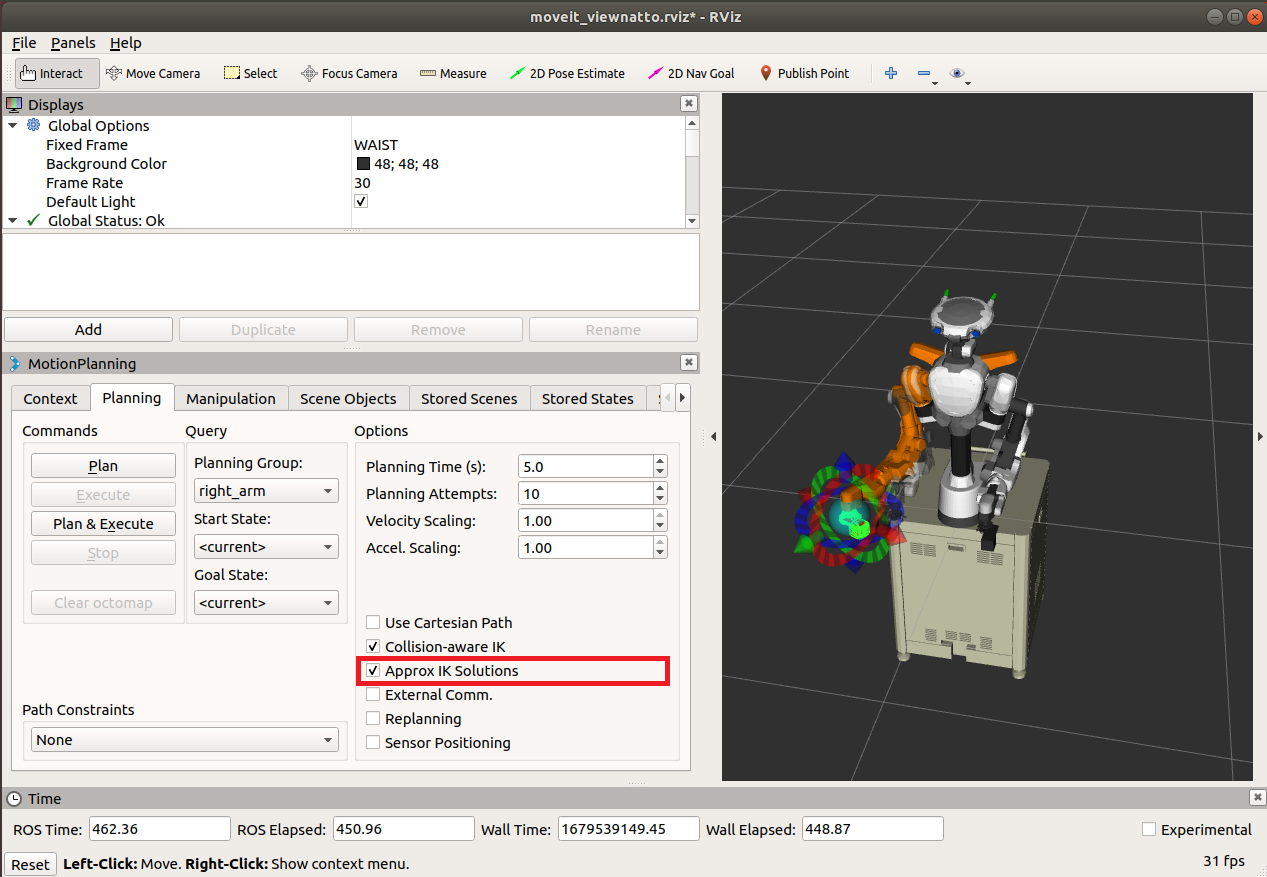 moveit_viewnatto.rviz* - RViz
File Panels Help
Interact Move Camera Select Focus Camera Measure 2D Pose Estimate 2D Nav Goal Publish Point
Displays
Global Options
Fixed Frame WAIST
Background Color 48; 48; 48
Frame Rate 30
Default Light
Global Status: Ok
Add Duplicate Remove Rename
MotionPlanning
Context Planning Manipulation Scene Objects Stored Scenes Stored States
Commands
Plan
Execute
Plan & Execute
Stop
Clear octomap
Query
Planning Group:
right_arm
Start State:
<current>
Goal State:
<current>
Options
Planning Time (s): 5.0
Planning Attempts: 10
Velocity Scaling: 1.00
Accel. Scaling: 1.00
Use Cartesian Path
Collision-aware IK
Approx IK Solutions
External Comm.
Replanning
Sensor Positioning
Path Constraints
None
Time
ROS Time: 462.36 ROS Elapsed: 450.96 Wall Time: 1679539149.45 Wall Elapsed: 448.87 Experimental
Reset Left-Click: Move. Right-Click: Show context menu. 31 fps